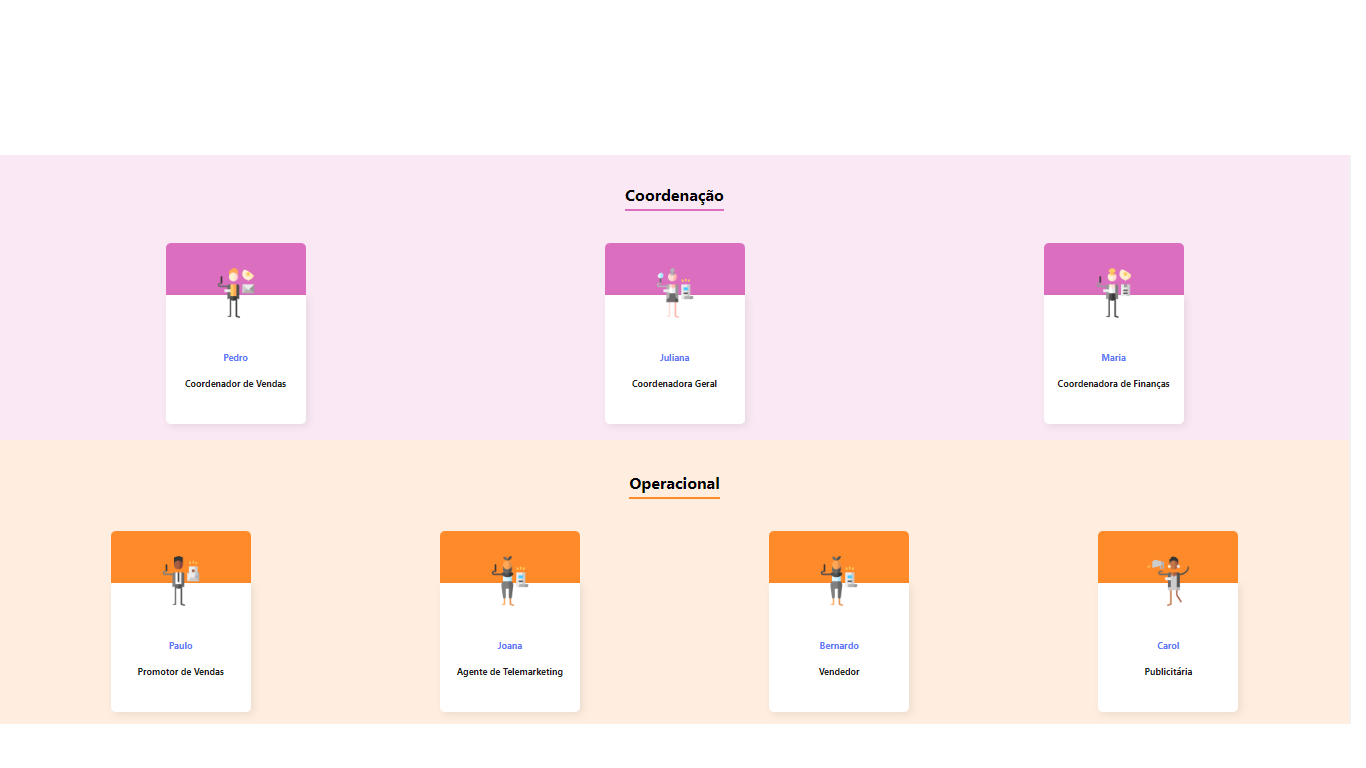 Coordenação
Pedro
Coordenador de Vendas
Juliana
Coordenadora Geral
Maria
Coordenadora de Finanças
Operacional
Paulo
Promotor de Vendas
Joana
Agente de Telemarketing
Bernardo
Vendedor
Carol
Publicitária